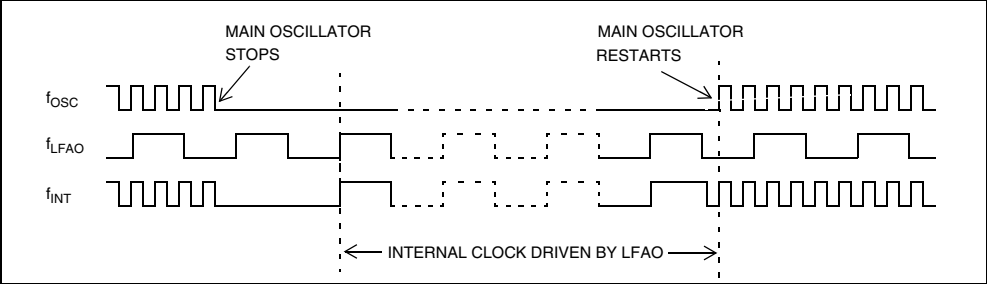 MAIN OSCILLATOR
STOPS
MAIN OSCILLATOR
RESTARTS
fOSC
fLFAO
fINT
INTERNAL CLOCK DRIVEN BY LFAO